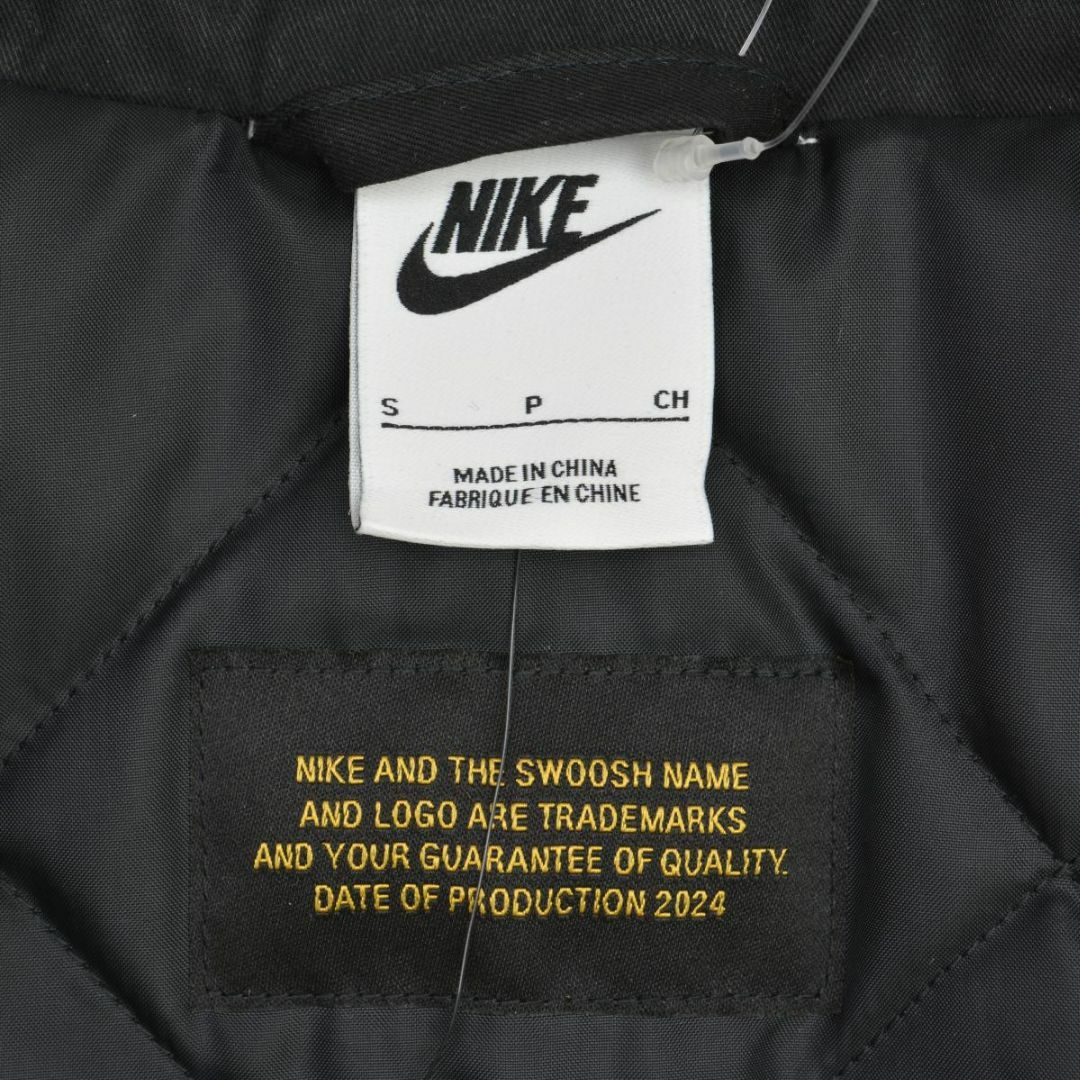 NIKE
S P CH
MADE IN CHINA
FABRIQUE EN CHINE
NIKE AND THE SWOOSH NAME
AND LOGO ARE TRADEMARKS
AND YOUR GUARANTEE OF QUALITY.
DATE OF PRODUCTION 2024